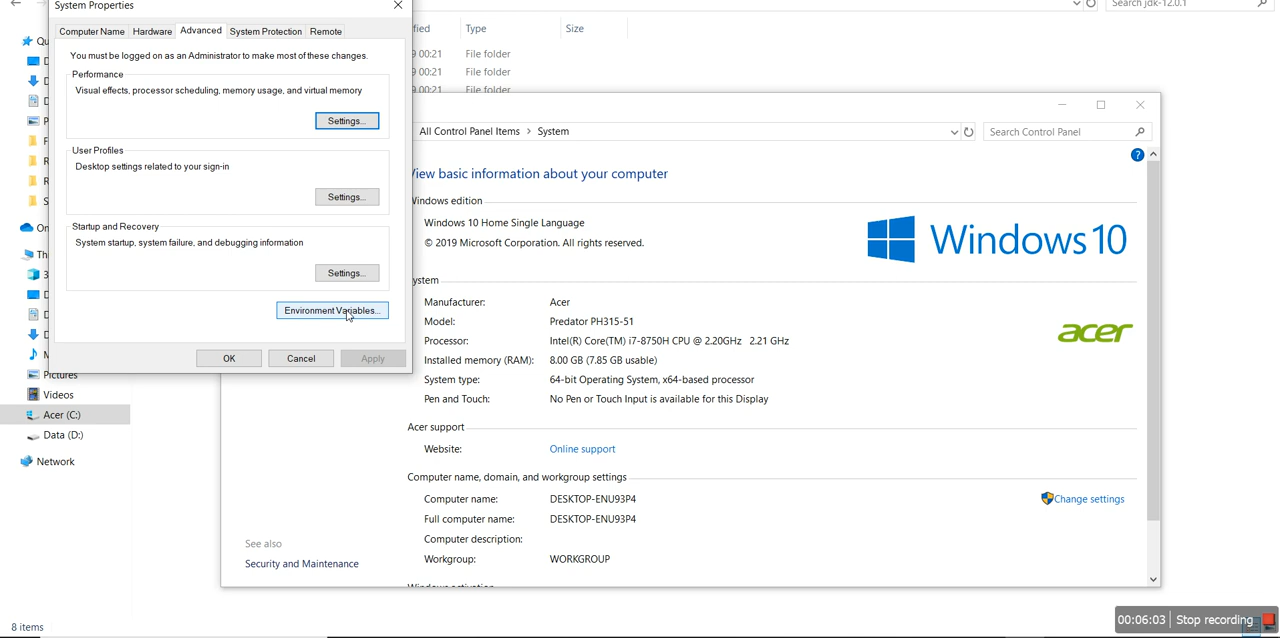 System Properties
Computer Name Hardware Advanced System Protection Remote
You must be logged on as an Administrator to make most of these changes.
Performance
Visual effects, processor scheduling, memory usage, and virtual memory
Settings...
User Profiles
Desktop settings related to your sign-in
Settings...
Startup and Recovery
System startup, system failure, and debugging information
Settings...
Environment Variables...
OK Cancel Apply
Search jdk-12.0.1
Type Size
00:21 File folder
00:21 File folder
00:21 File folder
Pictures
Videos
Acer (C:)
Data (D:)
Network
8 items
All Control Panel Items > System
Search Control Panel
View basic information about your computer
Windows edition
Windows 10 Home Single Language
© 2019 Microsoft Corporation. All rights reserved.
Windows 10
System
Manufacturer: Acer
Model: Predator PH315-51
Processor: Intel(R) Core(TM) i7-8750H CPU @ 2.20GHz 2.21 GHz
Installed memory (RAM): 8.00 GB (7.85 GB usable)
System type: 64-bit Operating System, x64-based processor
Pen and Touch: No Pen or Touch Input is available for this Display
acer
Acer support
Website: Online support
Computer name, domain, and workgroup settings
Computer name: DESKTOP-ENU93P4
Change settings
Full computer name: DESKTOP-ENU93P4
Computer description:
Workgroup: WORKGROUP
Windows activation
See also
Security and Maintenance
00:06:03 Stop recording